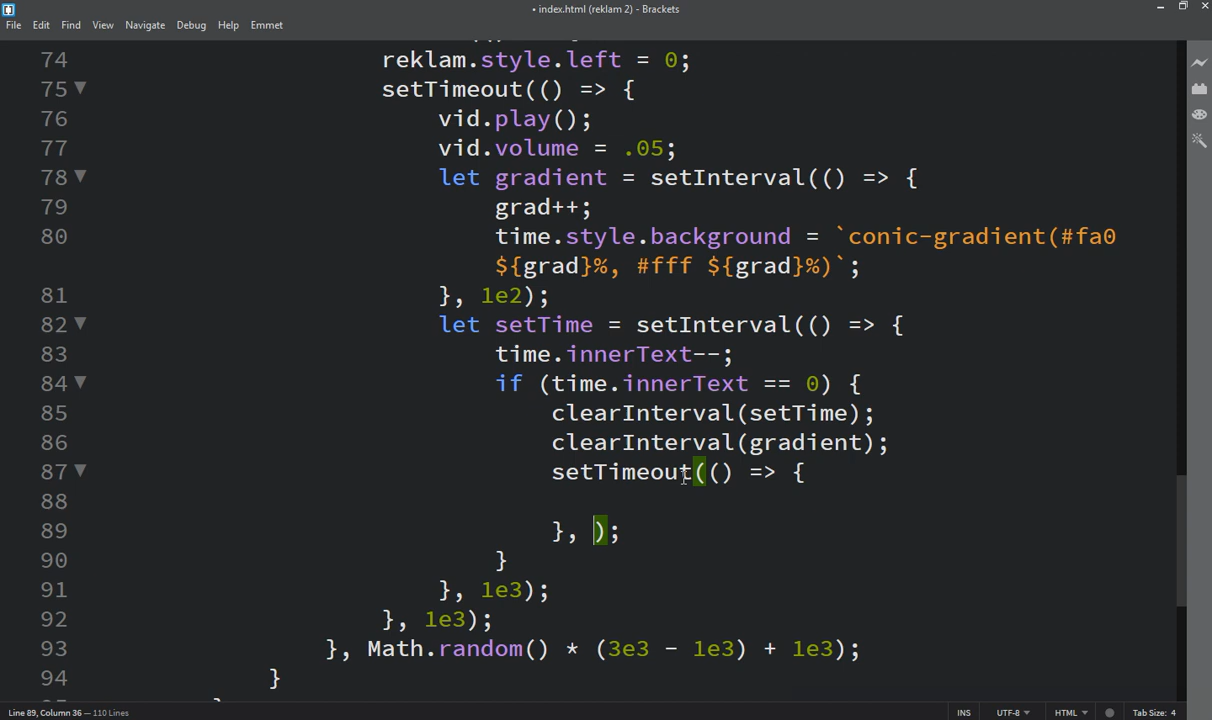 • index.html (reklam 2) - Brackets
File Edit Find View Navigate Debug Help Emmet
74 reklam.style.left = 0;
75 setTimeout(() => {
76 vid.play();
77 vid.volume = .05;
78 let gradient = setInterval(() => {
79 grad++;
80 time.style.background = `conic-gradient(#fa0
${grad}%, #fff ${grad}%)`;
81 }, 1e2);
82 let setTime = setInterval(() => {
83 time.innerText--;
84 if (time.innerText == 0) {
85 clearInterval(setTime);
86 clearInterval(gradient);
87 setTimeout(() => {
88
89 }, );
90 }
91 }, 1e3);
92 }, 1e3);
93 }, Math.random() * (3e3 - 1e3) + 1e3);
94 }
Line 89, Column 36 — 110 Lines INS UTF-8 HTML Tab Size: 4